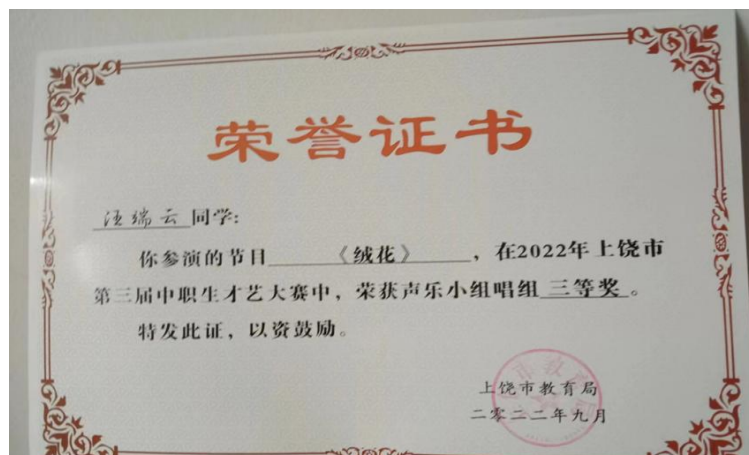 荣誉证书
汪端云同学:
你参演的节目《绒花》,在2022年上饶市
第三届中职生才艺大赛中,荣获声乐小组唱组三等奖。
特发此证,以资鼓励。
上饶市教育局
二零二二年九月